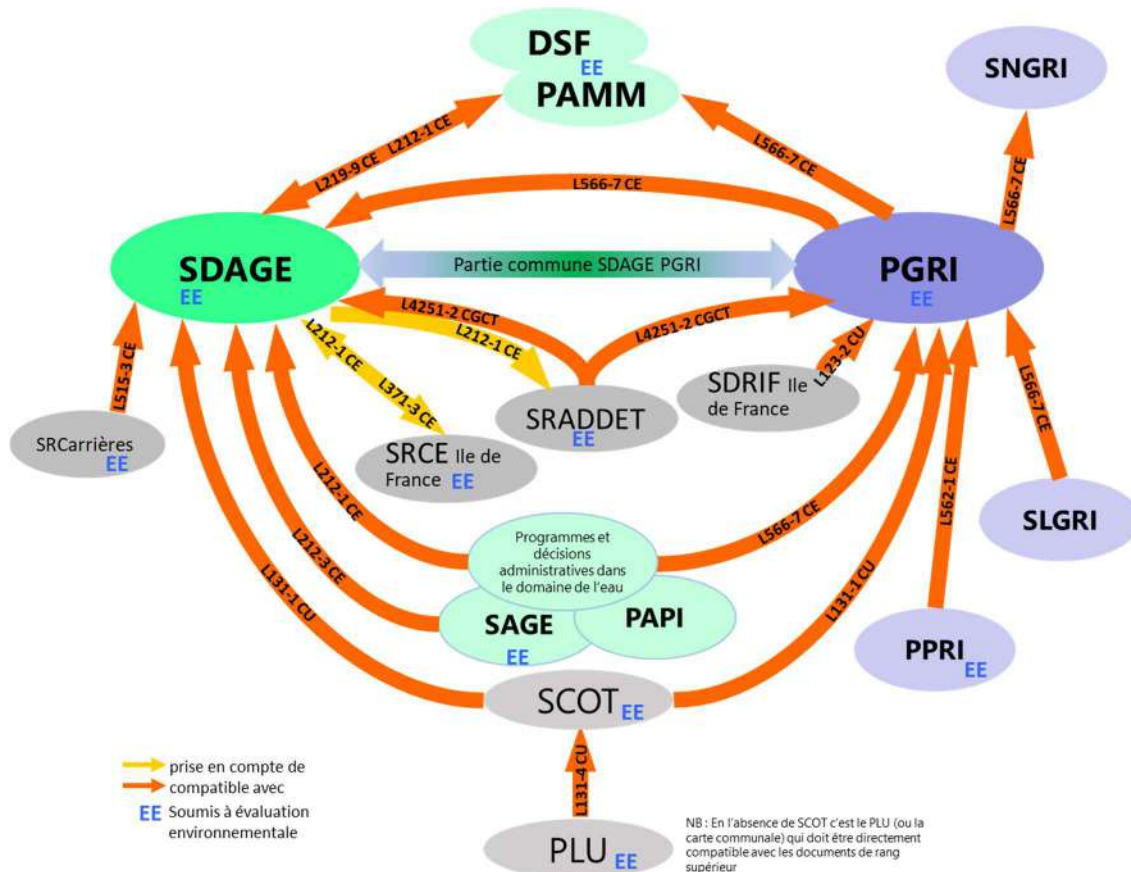 DSF
EE
PAMM
SNGRI
L219-9 CE L212-1 CE
L566-7 CE
L566-7 CE
L566-7 CE
SDAGE
EE
Partie commune SDAGE PGRI
PGRI
EE
L4251-2 CGCT
L4251-2 CGCT
L212-1 CE
L212-1 CE L371-3 CE
L123-2 CU
L515-3 CE
SDRIF Ile
de France
SRADDET
EE
SRCarrières
EE
SRCE Ile de
France EE
L566-7 CE
SLGRI
L212-1 CE
L212-3 CE
L131-1 CU
Programmes et
décisions
administratives dans
le domaine de l'eau
L566-7 CE
L131-1 CU
L562-1 CE
SAGE
EE
PAPI
PPRI
EE
SCOT EE
L131-4 CU
PLU EE
prise en compte de
compatible avec
EE Soumis à évaluation
environnementale
NB : En l'absence de SCOT c'est le PLU (ou la
carte communale) qui doit être directement
compatible avec les documents de rang
supérieur